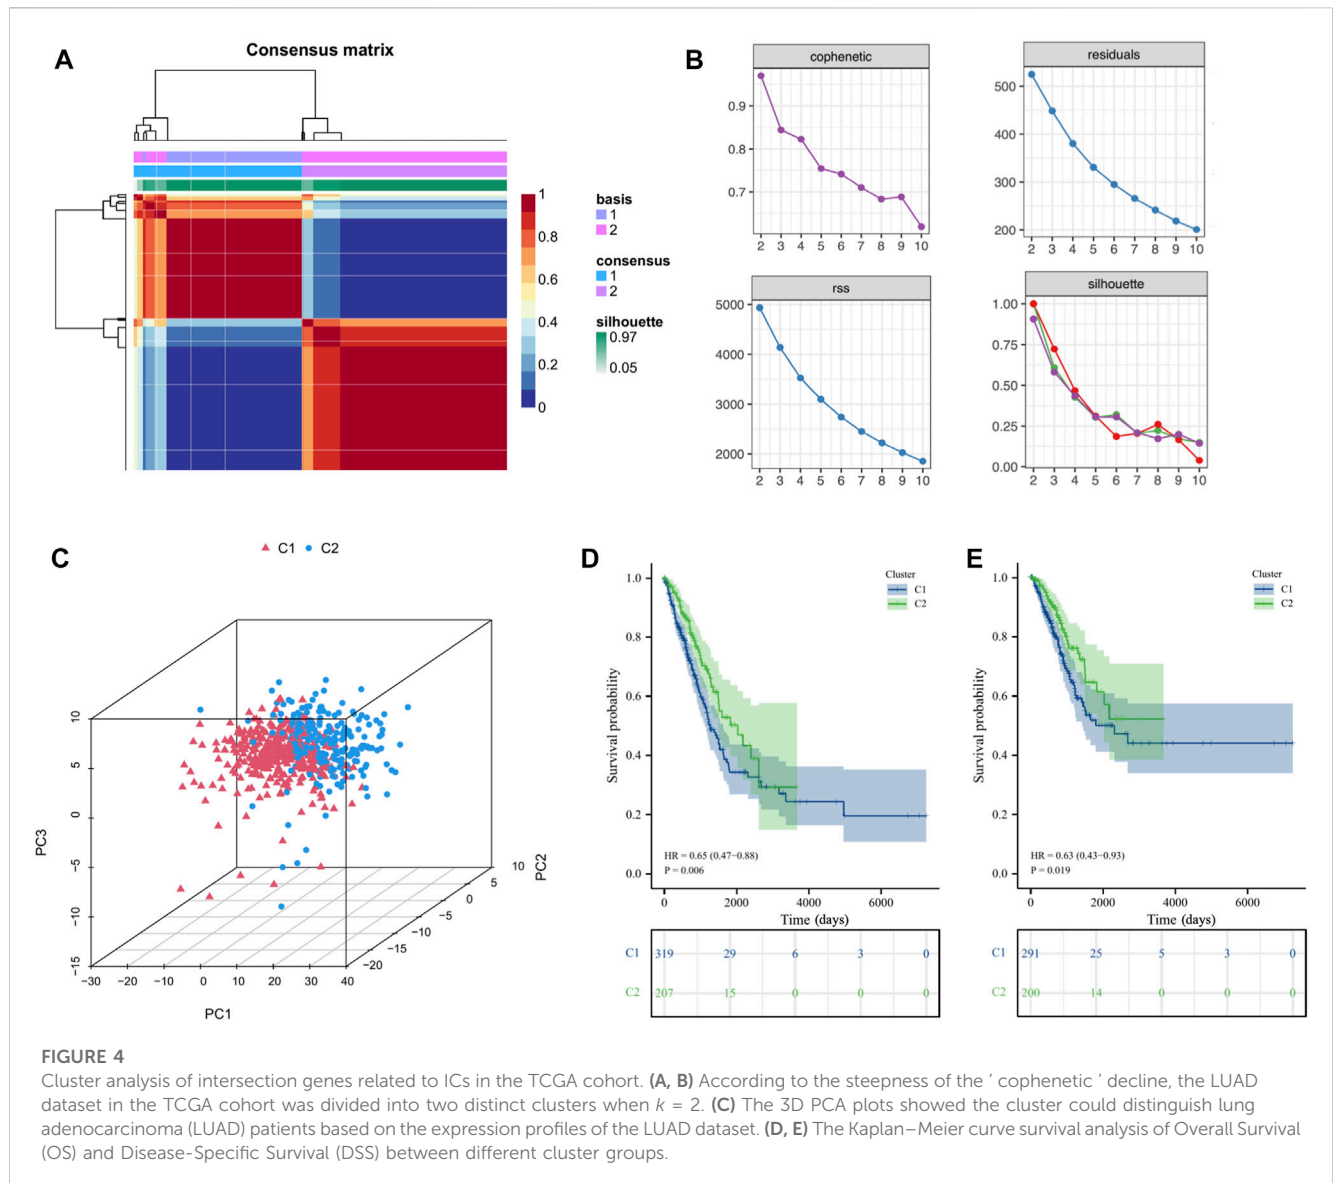 A
Consensus matrix
1
0.8
0.6
0.4
0.2
0
basis
1
2
consensus
1
2
silhouette
0.97
0.05
B
cophenetic
0.9
0.8
0.7
2 3 4 5 6 7 8 9 10
residuals
500
400
300
200
2 3 4 5 6 7 8 9 10
rss
5000
4000
3000
2000
2 3 4 5 6 7 8 9 10
silhouette
1.00
0.75
0.50
0.25
0.00
2 3 4 5 6 7 8 9 10
C
C1 C2
PC3
10
5
0
−5
−10
−15
−30 −20 −10 0 10 20 30 40
PC1
−20
−15
−10
−5
0
5
10
PC2
D
Cluster
C1
C2
Survival probability
1.0
0.8
0.6
0.4
0.2
0.0
HR = 0.65 (0.47−0.88)
P = 0.006
0 2000 4000 6000
Time (days)
C1 319 29 6 3 0
C2 207 15 0 0 0
E
Cluster
C1
C2
Survival probability
1.0
0.8
0.6
0.4
0.2
0.0
HR = 0.63 (0.43−0.93)
P = 0.019
0 2000 4000 6000
Time (days)
C1 291 25 5 3 0
C2 200 14 0 0 0
FIGURE 4
Cluster analysis of intersection genes related to ICs in the TCGA cohort. (A, B) According to the steepness of the ‘ cophenetic ’ decline, the LUAD
dataset in the TCGA cohort was divided into two distinct clusters when k = 2. (C) The 3D PCA plots showed the cluster could distinguish lung
adenocarcinoma (LUAD) patients based on the expression profiles of the LUAD dataset. (D, E) The Kaplan–Meier curve survival analysis of Overall Survival
(OS) and Disease-Specific Survival (DSS) between different cluster groups.